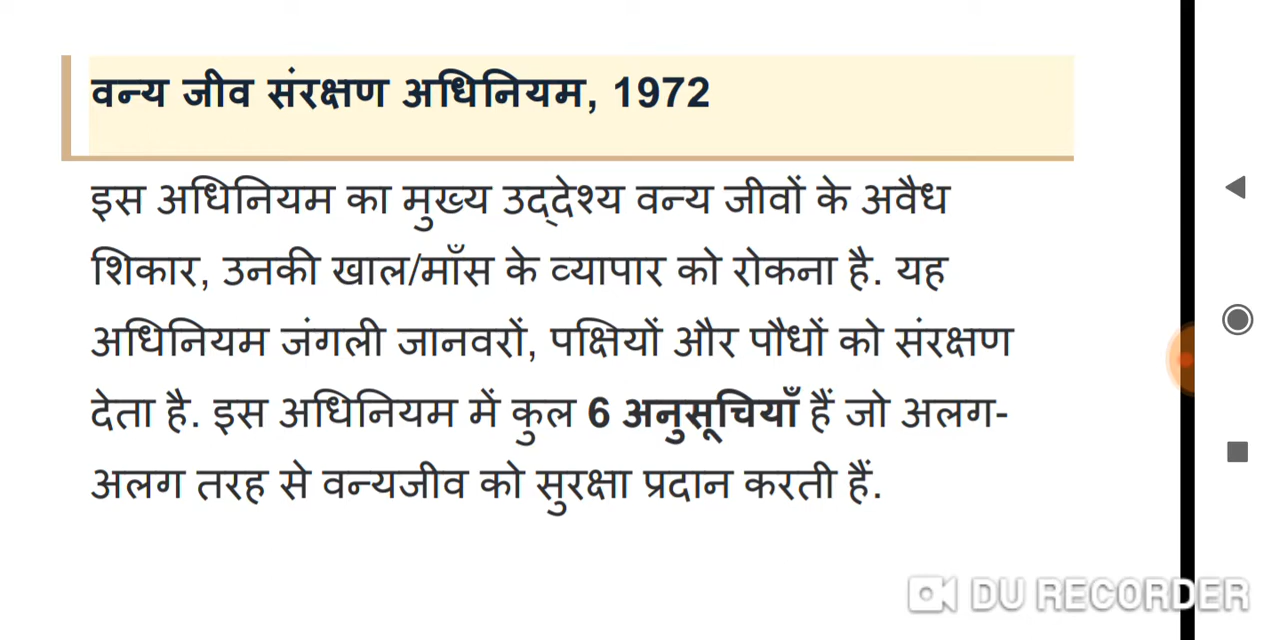 वन्य जीव संरक्षण अधिनियम, 1972
इस अधिनियम का मुख्य उद्‌देश्य वन्य जीवों के अवैध
शिकार, उनकी खाल/माँस के व्यापार को रोकना है. यह
अधिनियम जंगली जानवरों, पक्षियों और पौधों को संरक्षण
देता है. इस अधिनियम में कुल 6 अनुसूचियाँ हैं जो अलग-
अलग तरह से वन्यजीव को सुरक्षा प्रदान करती हैं.
DU RECORDER